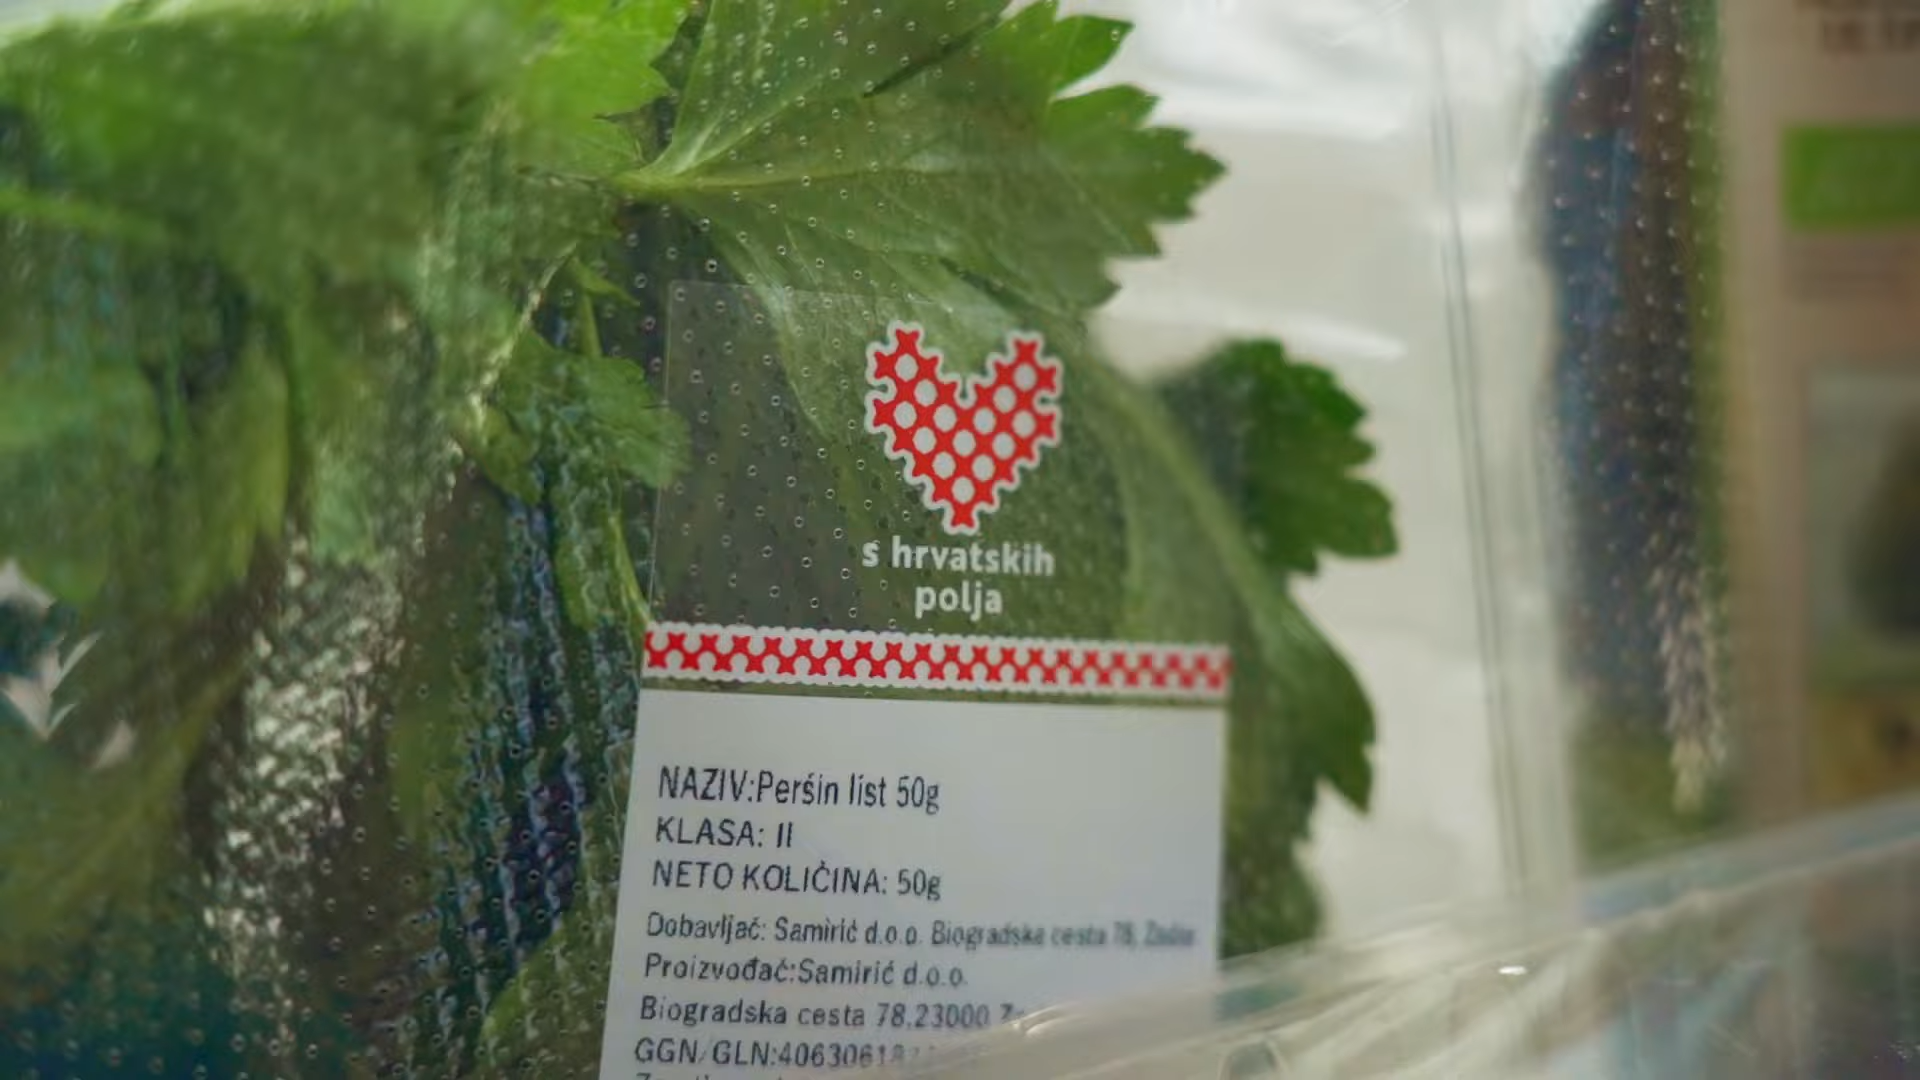 s hrvatskih
polja
NAZIV:Peršin list 50g
KLASA: II
NETO KOLIČINA: 50g
Dobavljač: Samirić d.o.o. Biogradska cesta 78, Zadar
Proizvođač:Samirić d.o.o.
Biogradska cesta 78.23000
GGN/GLN:406306187